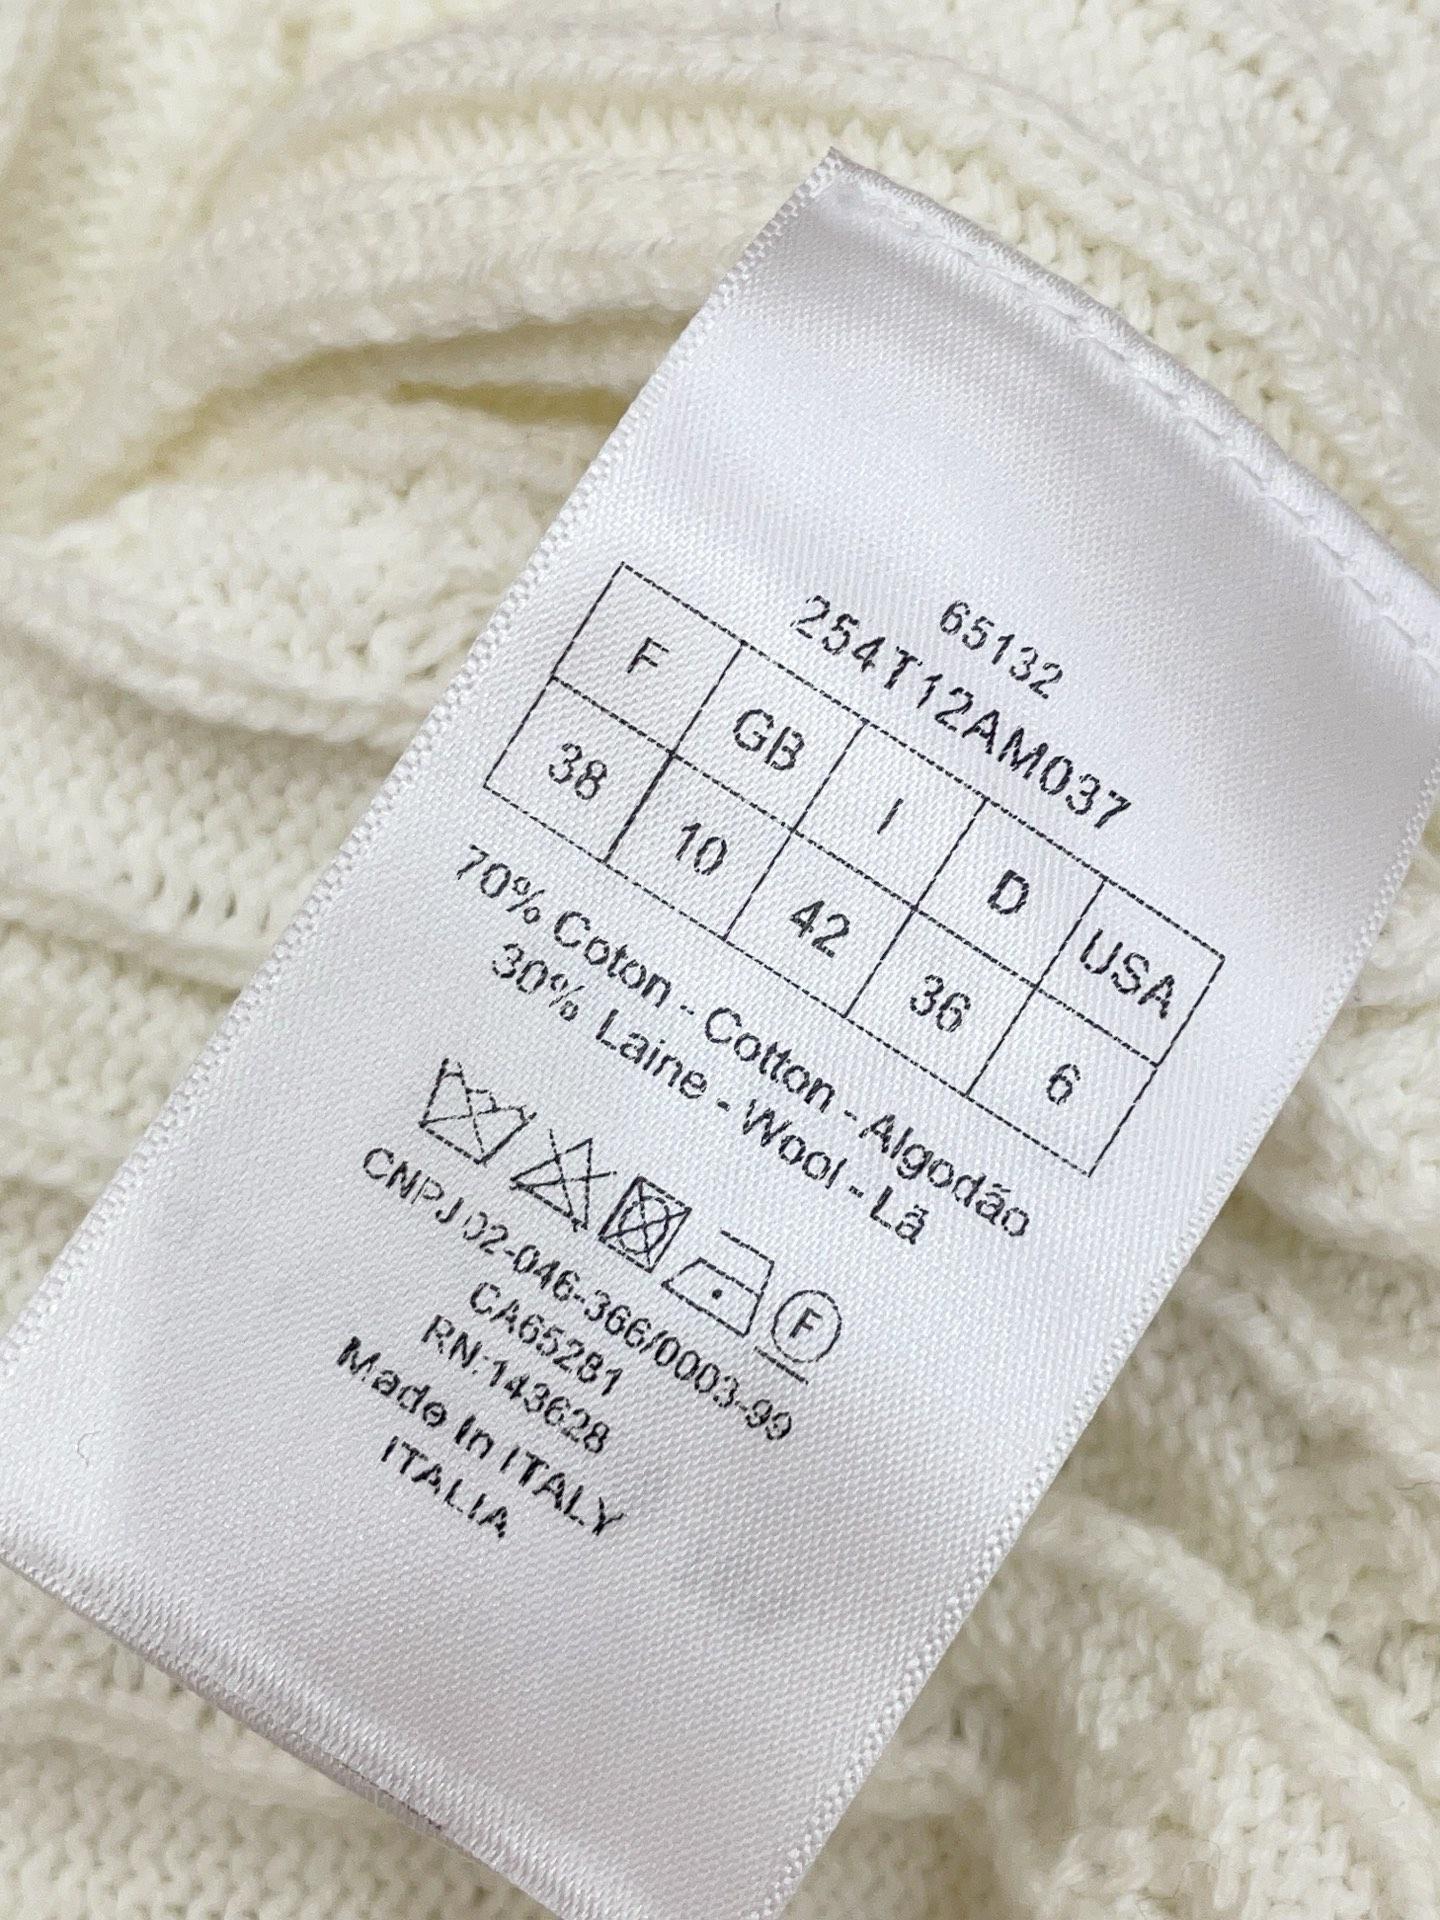 65132
254T12AM037
F GB I D USA
38 10 42 36 6
70% Coton - Cotton - Algodão
30% Laine - Wool - Lã
F
CNPJ 02-046-366/0003-99
CA65281
RN:143628
Made In ITALY
ITALIA